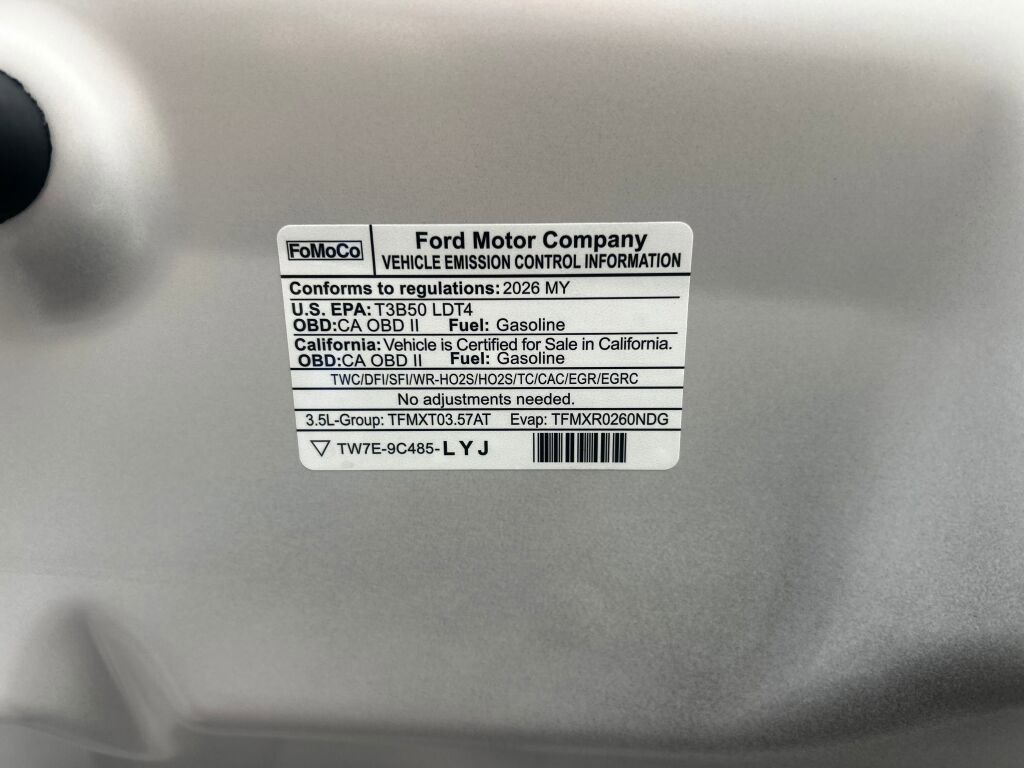 FoMoCo
Ford Motor Company
VEHICLE EMISSION CONTROL INFORMATION
Conforms to regulations: 2026 MY
U.S. EPA: T3B50 LDT4
OBD:CA OBD II Fuel: Gasoline
California: Vehicle is Certified for Sale in California.
OBD:CA OBD II Fuel: Gasoline
TWC/DFI/SFI/WR-HO2S/HO2S/TC/CAC/EGR/EGRC
No adjustments needed.
3.5L-Group: TFMXT03.57AT Evap: TFMXR0260NDG
TW7E-9C485-LYJ